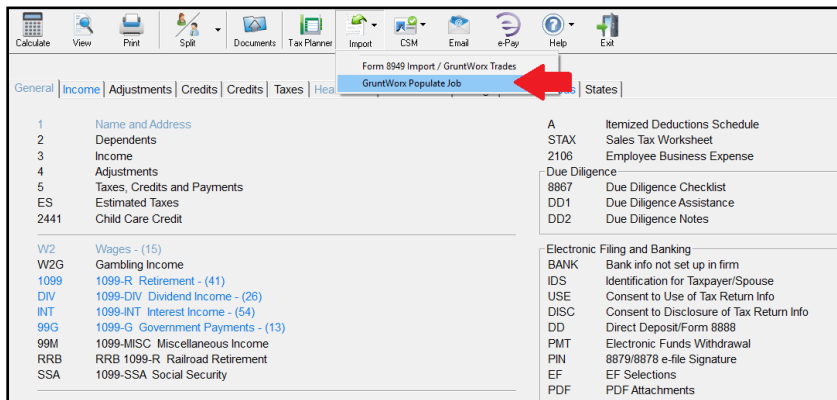 Calculate View Print Split Documents Tax Planner Import CSM Email e-Pay Help Exit
Form 8949 Import / GruntWorx Trades
GruntWorx Populate Job
General Income Adjustments Credits Credits Taxes Hea States
1 Name and Address
2 Dependents
3 Income
4 Adjustments
5 Taxes, Credits and Payments
ES Estimated Taxes
2441 Child Care Credit
W2 Wages - (15)
W2G Gambling Income
1099 1099-R Retirement - (41)
DIV 1099-DIV Dividend Income - (26)
INT 1099-INT Interest Income - (54)
99G 1099-G Government Payments - (13)
99M 1099-MISC Miscellaneous Income
RRB RRB 1099-R Railroad Retirement
SSA 1099-SSA Social Security
A Itemized Deductions Schedule
STAX Sales Tax Worksheet
2106 Employee Business Expense
Due Diligence
8867 Due Diligence Checklist
DD1 Due Diligence Assistance
DD2 Due Diligence Notes
Electronic Filing and Banking
BANK Bank info not set up in firm
IDS Identification for Taxpayer/Spouse
USE Consent to Use of Tax Return Info
DISC Consent to Disclosure of Tax Return Info
DD Direct Deposit/Form 8888
PMT Electronic Funds Withdrawal
PIN 8879/8878 e-file Signature
EF EF Selections
PDF PDF Attachments